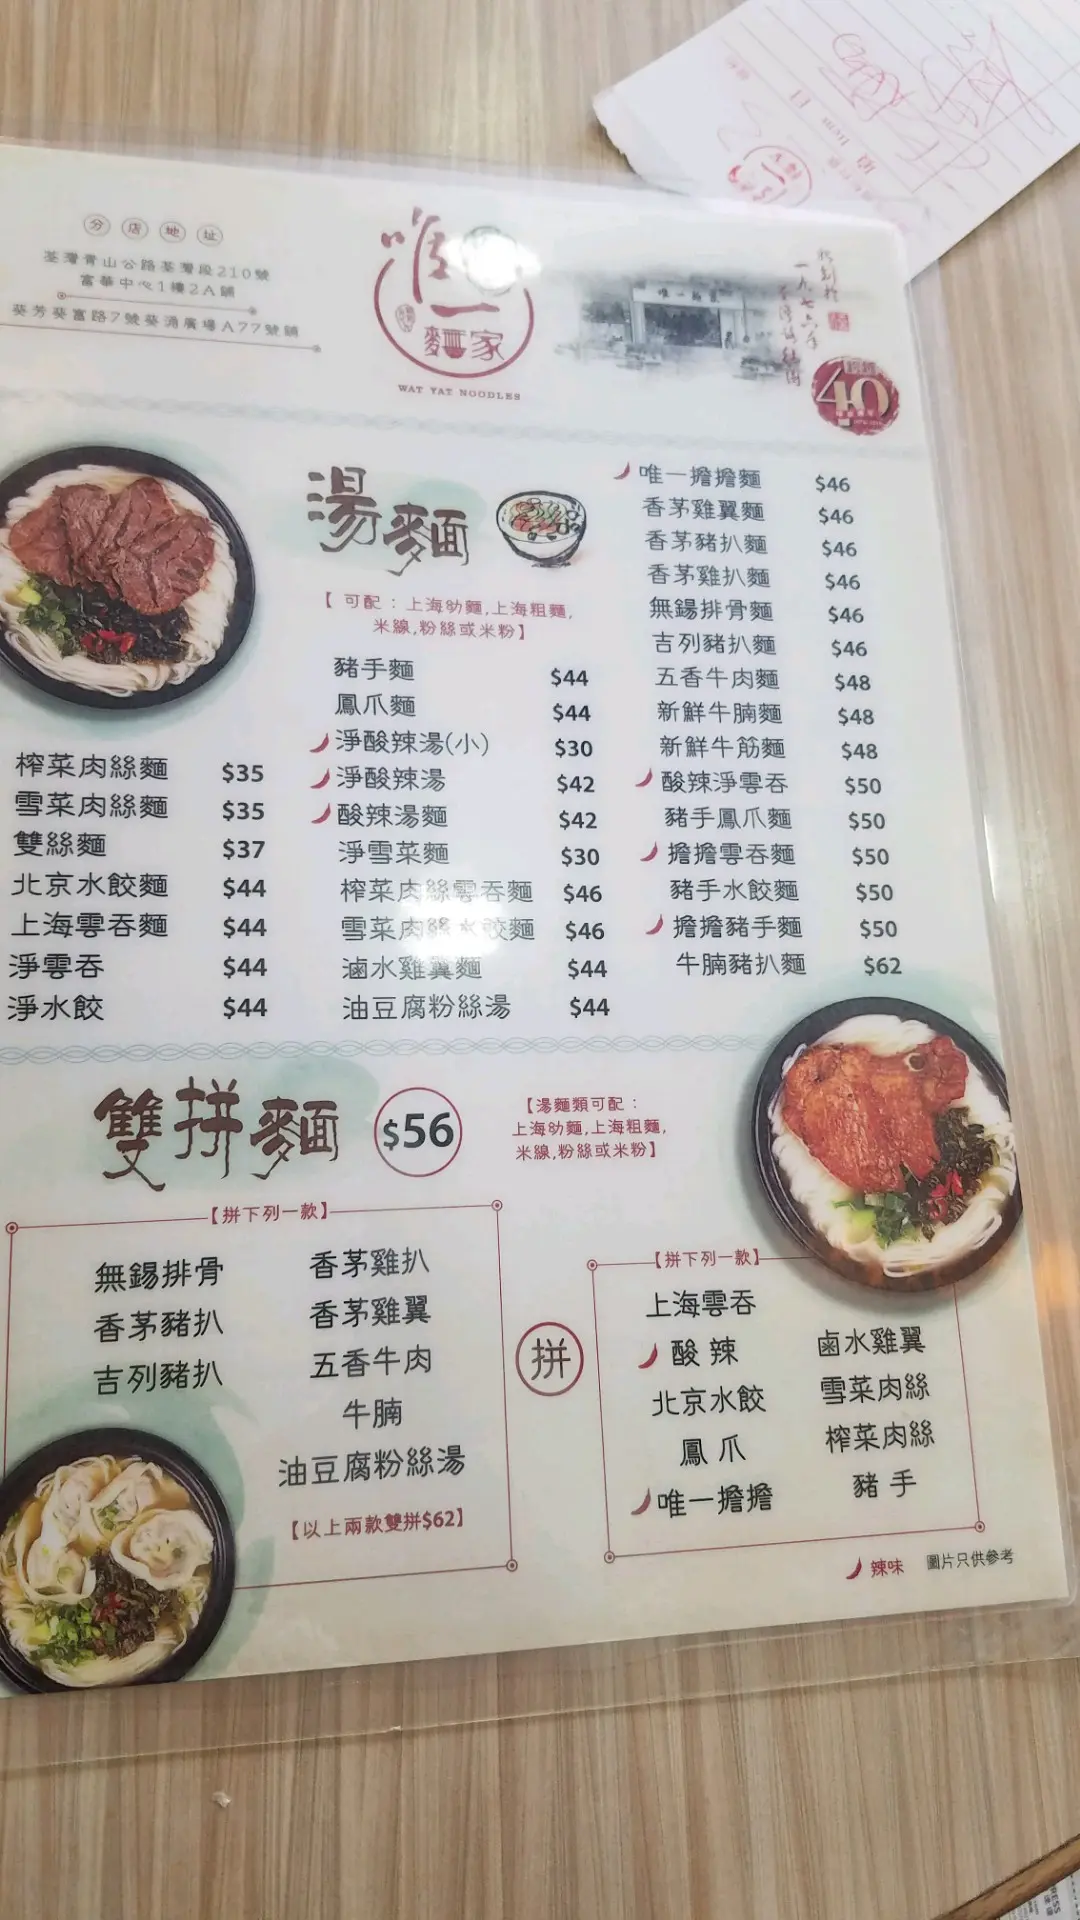 分店地址
荃灣青山公路荃灣段210號
富華中心1樓2A舖
葵芳葵富路7號葵涌廣場A77號舖
唯一
麵家
WAT YAT NOODLES
唯一麵家
一九七六年
40
湯麵
【可配：上海幼麵,上海粗麵,
米線,粉絲或米粉】
榨菜肉絲麵 $35
雪菜肉絲麵 $35
雙絲麵 $37
北京水餃麵 $44
上海雲吞麵 $44
淨雲吞 $44
淨水餃 $44
豬手麵 $44
鳳爪麵 $44
淨酸辣湯(小) $30
淨酸辣湯 $42
酸辣湯麵 $42
淨雪菜麵 $30
榨菜肉絲雲吞麵 $46
雪菜肉絲水餃麵 $46
滷水雞翼麵 $44
油豆腐粉絲湯 $44
唯一擔擔麵 $46
香茅雞翼麵 $46
香茅豬扒麵 $46
香茅雞扒麵 $46
無錫排骨麵 $46
吉列豬扒麵 $46
五香牛肉麵 $48
新鮮牛腩麵 $48
新鮮牛筋麵 $48
酸辣淨雲吞 $50
豬手鳳爪麵 $50
擔擔雲吞麵 $50
豬手水餃麵 $50
擔擔豬手麵 $50
牛腩豬扒麵 $62
雙拼麵 $56
【湯麵類可配：
上海幼麵,上海粗麵,
米線,粉絲或米粉】
【拼下列一款】
無錫排骨
香茅豬扒
吉列豬扒
香茅雞扒
香茅雞翼
五香牛肉
牛腩
油豆腐粉絲湯
【以上兩款雙拼$62】
拼
【拼下列一款】
上海雲吞
酸辣
北京水餃
鳳爪
唯一擔擔
鹵水雞翼
雪菜肉絲
榨菜肉絲
豬手
辣味 圖片只供參考